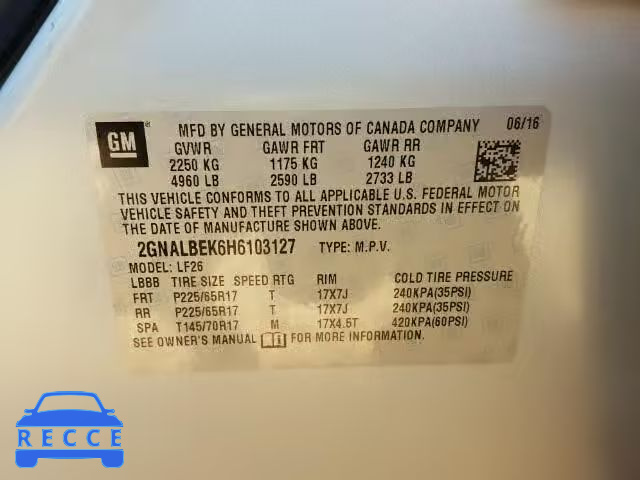 GM ®
MFD BY GENERAL MOTORS OF CANADA COMPANY 06/16
GVWR GAWR FRT GAWR RR
2250 KG 1175 KG 1240 KG
4960 LB 2590 LB 2733 LB
THIS VEHICLE CONFORMS TO ALL APPLICABLE U.S. FEDERAL MOTOR
VEHICLE SAFETY AND THEFT PREVENTION STANDARDS IN EFFECT ON
THE DATE OF MANUFACTURE SHOWN ABOVE.
2GNALBEK6H6103127 TYPE: M.P.V.
MODEL: LF26
LBBB TIRE SIZE SPEED RTG RIM COLD TIRE PRESSURE
FRT P225/65R17 T 17X7J 240KPA(35PSI)
RR P225/65R17 T 17X7J 240KPA(35PSI)
SPA T145/70R17 M 17X4.5T 420KPA(60PSI)
SEE OWNER'S MANUAL FOR MORE INFORMATION.
RECCE